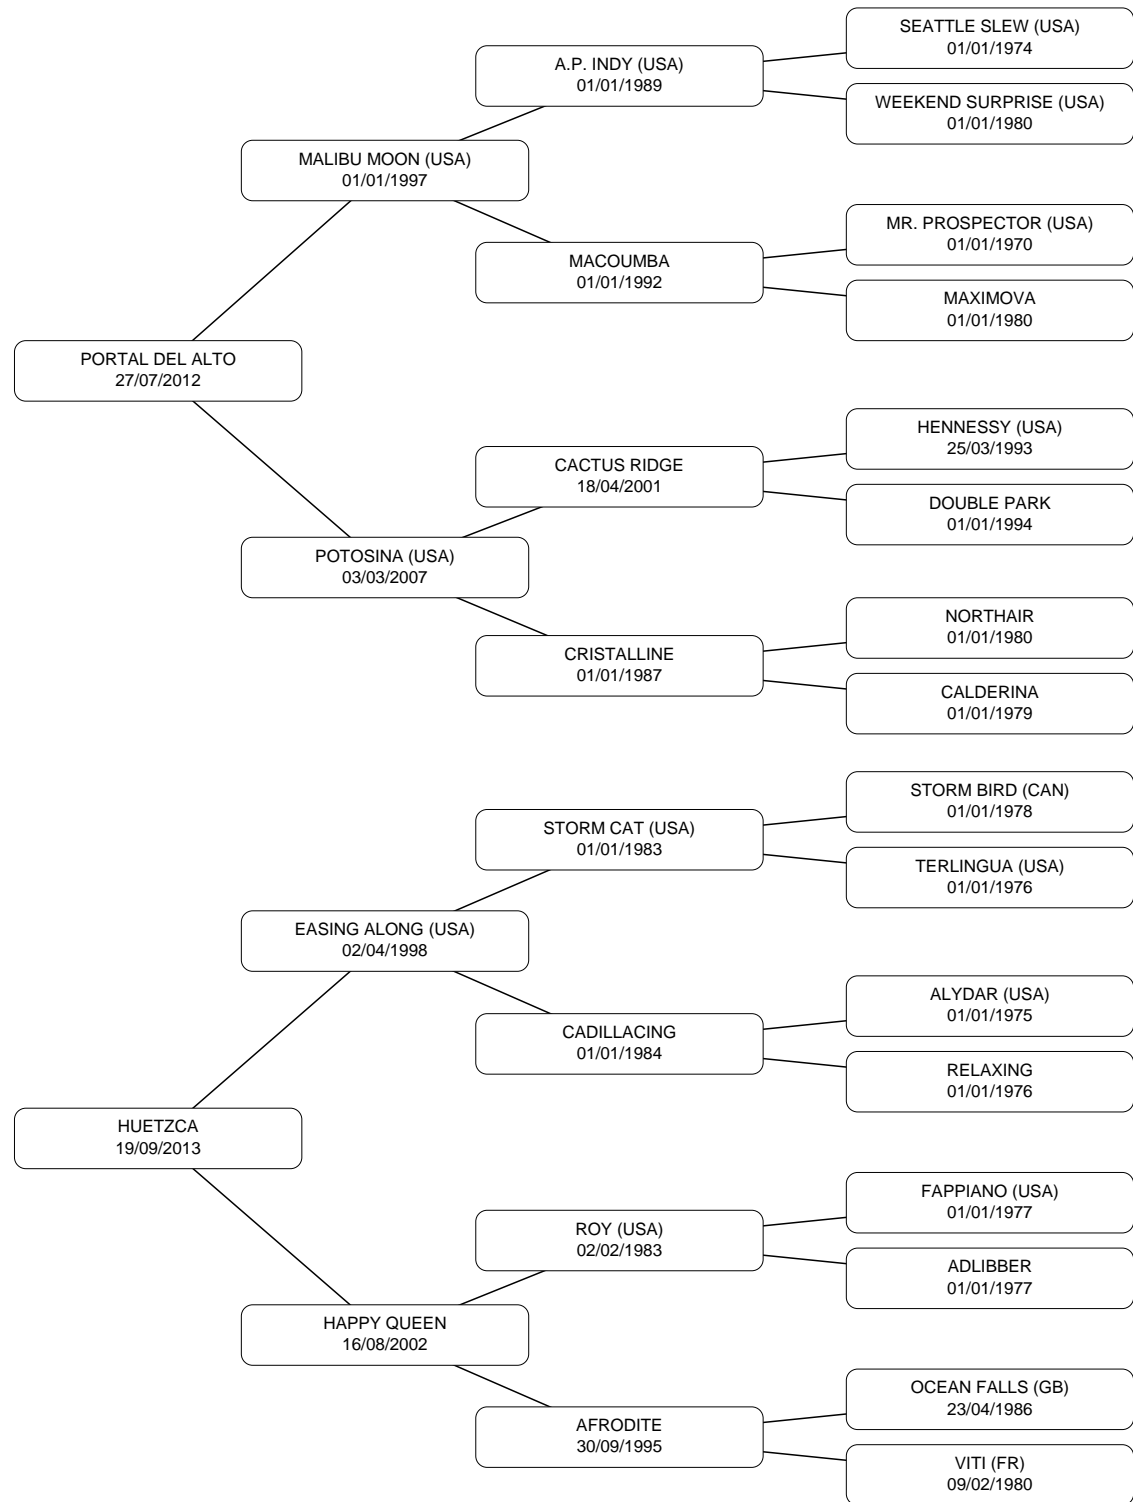 SEATTLE SLEW (USA)
01/01/1974
A.P. INDY (USA)
01/01/1989
WEEKEND SURPRISE (USA)
01/01/1980
MALIBU MOON (USA)
01/01/1997
MR. PROSPECTOR (USA)
01/01/1970
MACOUMBA
01/01/1992
MAXIMOVA
01/01/1980
PORTAL DEL ALTO
27/07/2012
HENNESSY (USA)
25/03/1993
CACTUS RIDGE
18/04/2001
DOUBLE PARK
01/01/1994
POTOSINA (USA)
03/03/2007
NORTHAIR
01/01/1980
CRISTALLINE
01/01/1987
CALDERINA
01/01/1979
STORM BIRD (CAN)
01/01/1978
STORM CAT (USA)
01/01/1983
TERLINGUA (USA)
01/01/1976
EASING ALONG (USA)
02/04/1998
ALYDAR (USA)
01/01/1975
CADILLACING
01/01/1984
RELAXING
01/01/1976
HUETZCA
19/09/2013
FAPPIANO (USA)
01/01/1977
ROY (USA)
02/02/1983
ADLIBBER
01/01/1977
HAPPY QUEEN
16/08/2002
OCEAN FALLS (GB)
23/04/1986
AFRODITE
30/09/1995
VITI (FR)
09/02/1980